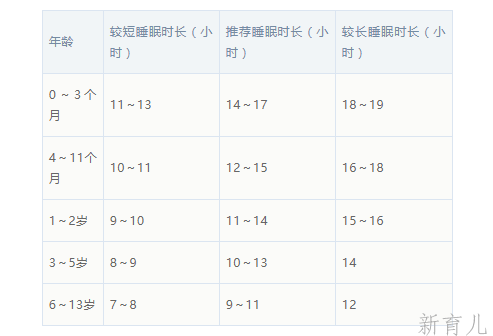 年龄 较短睡眠时长（小时） 推荐睡眠时长（小时） 较长睡眠时长（小时）
0～3个月 11～13 14～17 18～19
4～11个月 10～11 12～15 16～18
1～2岁 9～10 11～14 15～16
3～5岁 8～9 10～13 14
6～13岁 7～8 9～11 12
新育儿